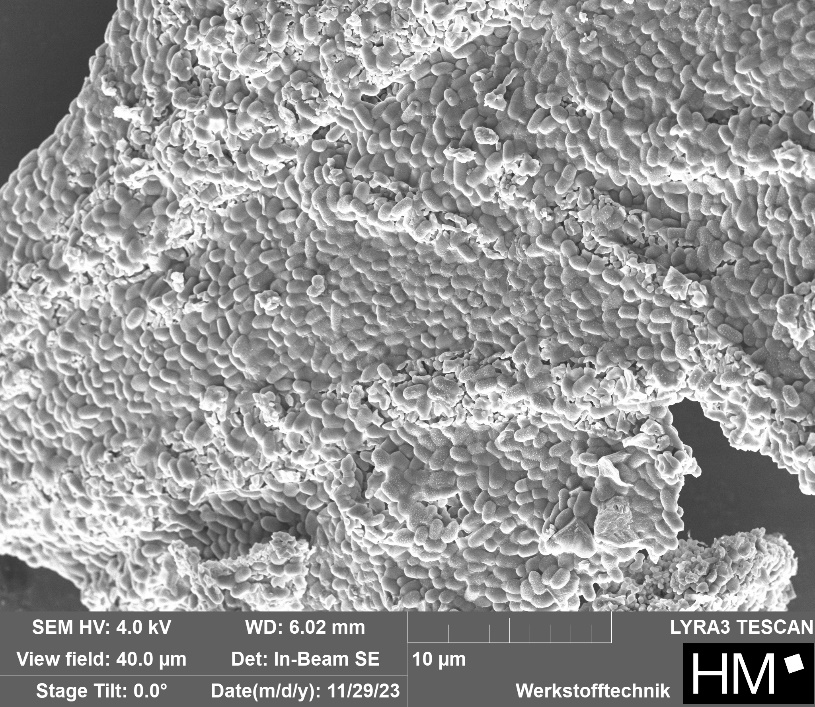 SEM HV: 4.0 kV WD: 6.02 mm LYRA3 TESCAN
View field: 40.0 µm Det: In-Beam SE 10 µm
Stage Tilt: 0.0° Date(m/d/y): 11/29/23 Werkstofftechnik
HM